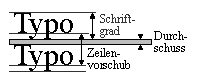 Typo Schrift-
grad
Durch-
schuss
Typo Zeilen-
vorschub